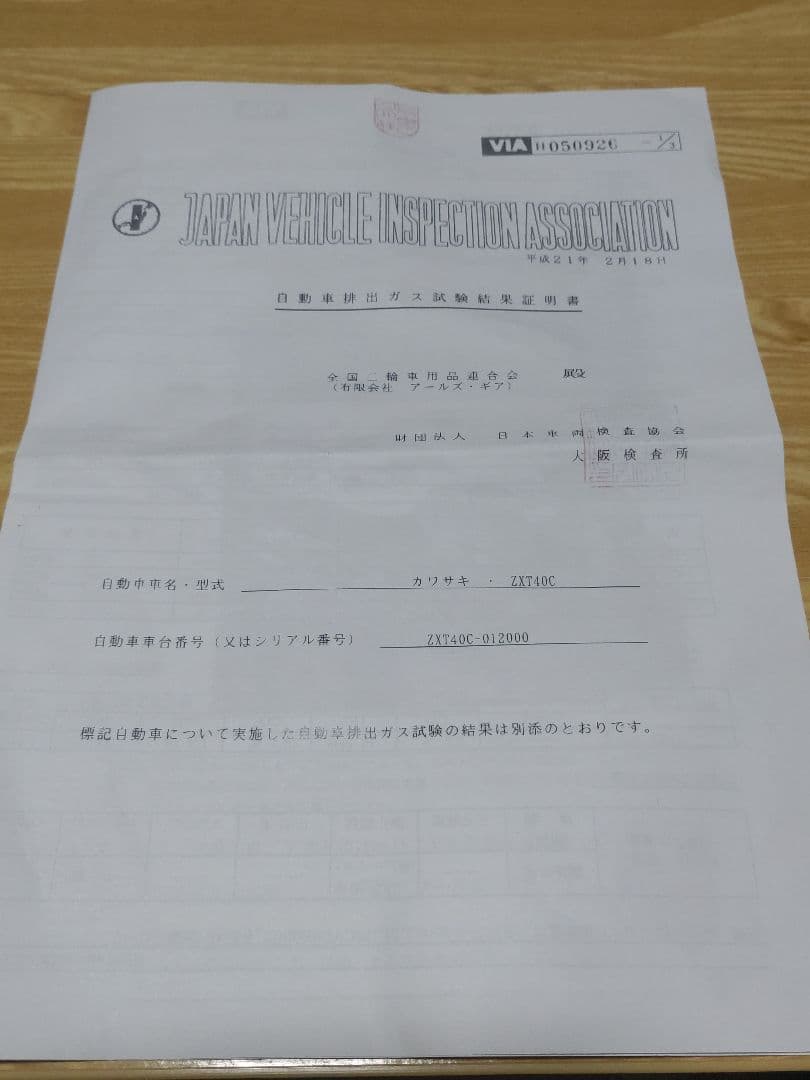 VIA H050926 - 1/3
JAPAN VEHICLE INSPECTION ASSOCIATION
平成21年 2月18日
自動車排出ガス試験結果証明書
全国二輪車用品連合会 殿
(有限会社 アールズ・ギア)
財団法人 日本車両検査協会
大阪検査所
自動車車名・型式 カワサキ ・ ZXT40C
自動車車台番号(又はシリアル番号) ZXT40C-012000
標記自動車について実施した自動車排出ガス試験の結果は別添のとおりです。